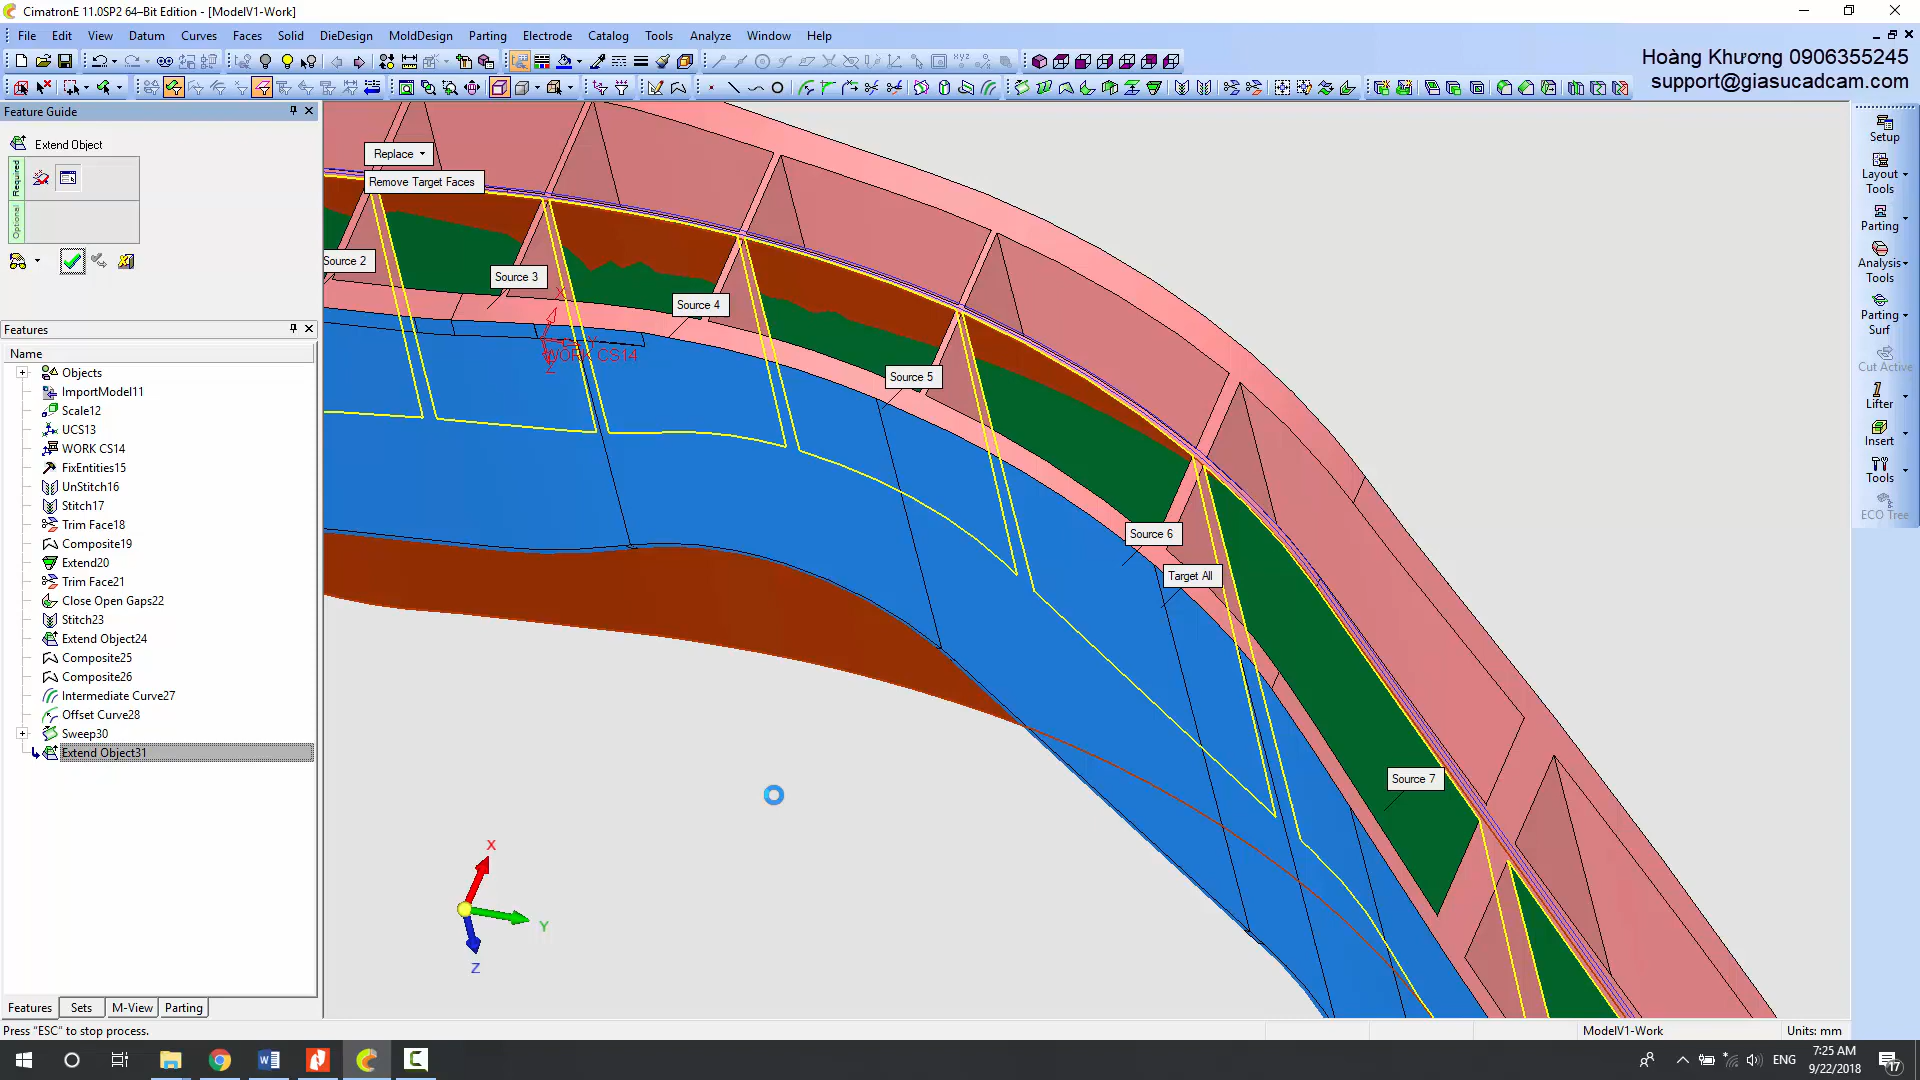 CimatronE 11.0SP2 64-Bit Edition - [ModelV1-Work]
File Edit View Datum Curves Faces Solid DieDesign MoldDesign Parting Electrode Catalog Tools Analyze Window Help
Hoàng Khương 0906355245
support@giasucadcam.com
Feature Guide
Extend Object
Required
Optional
Features
Name
Objects
ImportModel11
Scale12
UCS13
WORK CS14
FixEntities15
UnStitch16
Stitch17
Trim Face18
Composite19
Extend20
Trim Face21
Close Open Gaps22
Stitch23
Extend Object24
Composite25
Composite26
Intermediate Curve27
Offset Curve28
Sweep30
Extend Object31
Features Sets M-View Parting
Replace
Remove Target Faces
Source 2
Source 3
Source 4
Source 5
Source 6
Target All
Source 7
WORK CS14
X
Y
Z
X
Y
Z
Setup
Layout
Tools
Parting
Analysis
Tools
Parting
Surf
Cut Active
Lifter
Insert
Tools
ECO Tree
Press "ESC" to stop process.
ModelV1-Work
Units: mm
ENG
7:25 AM
9/22/2018
17